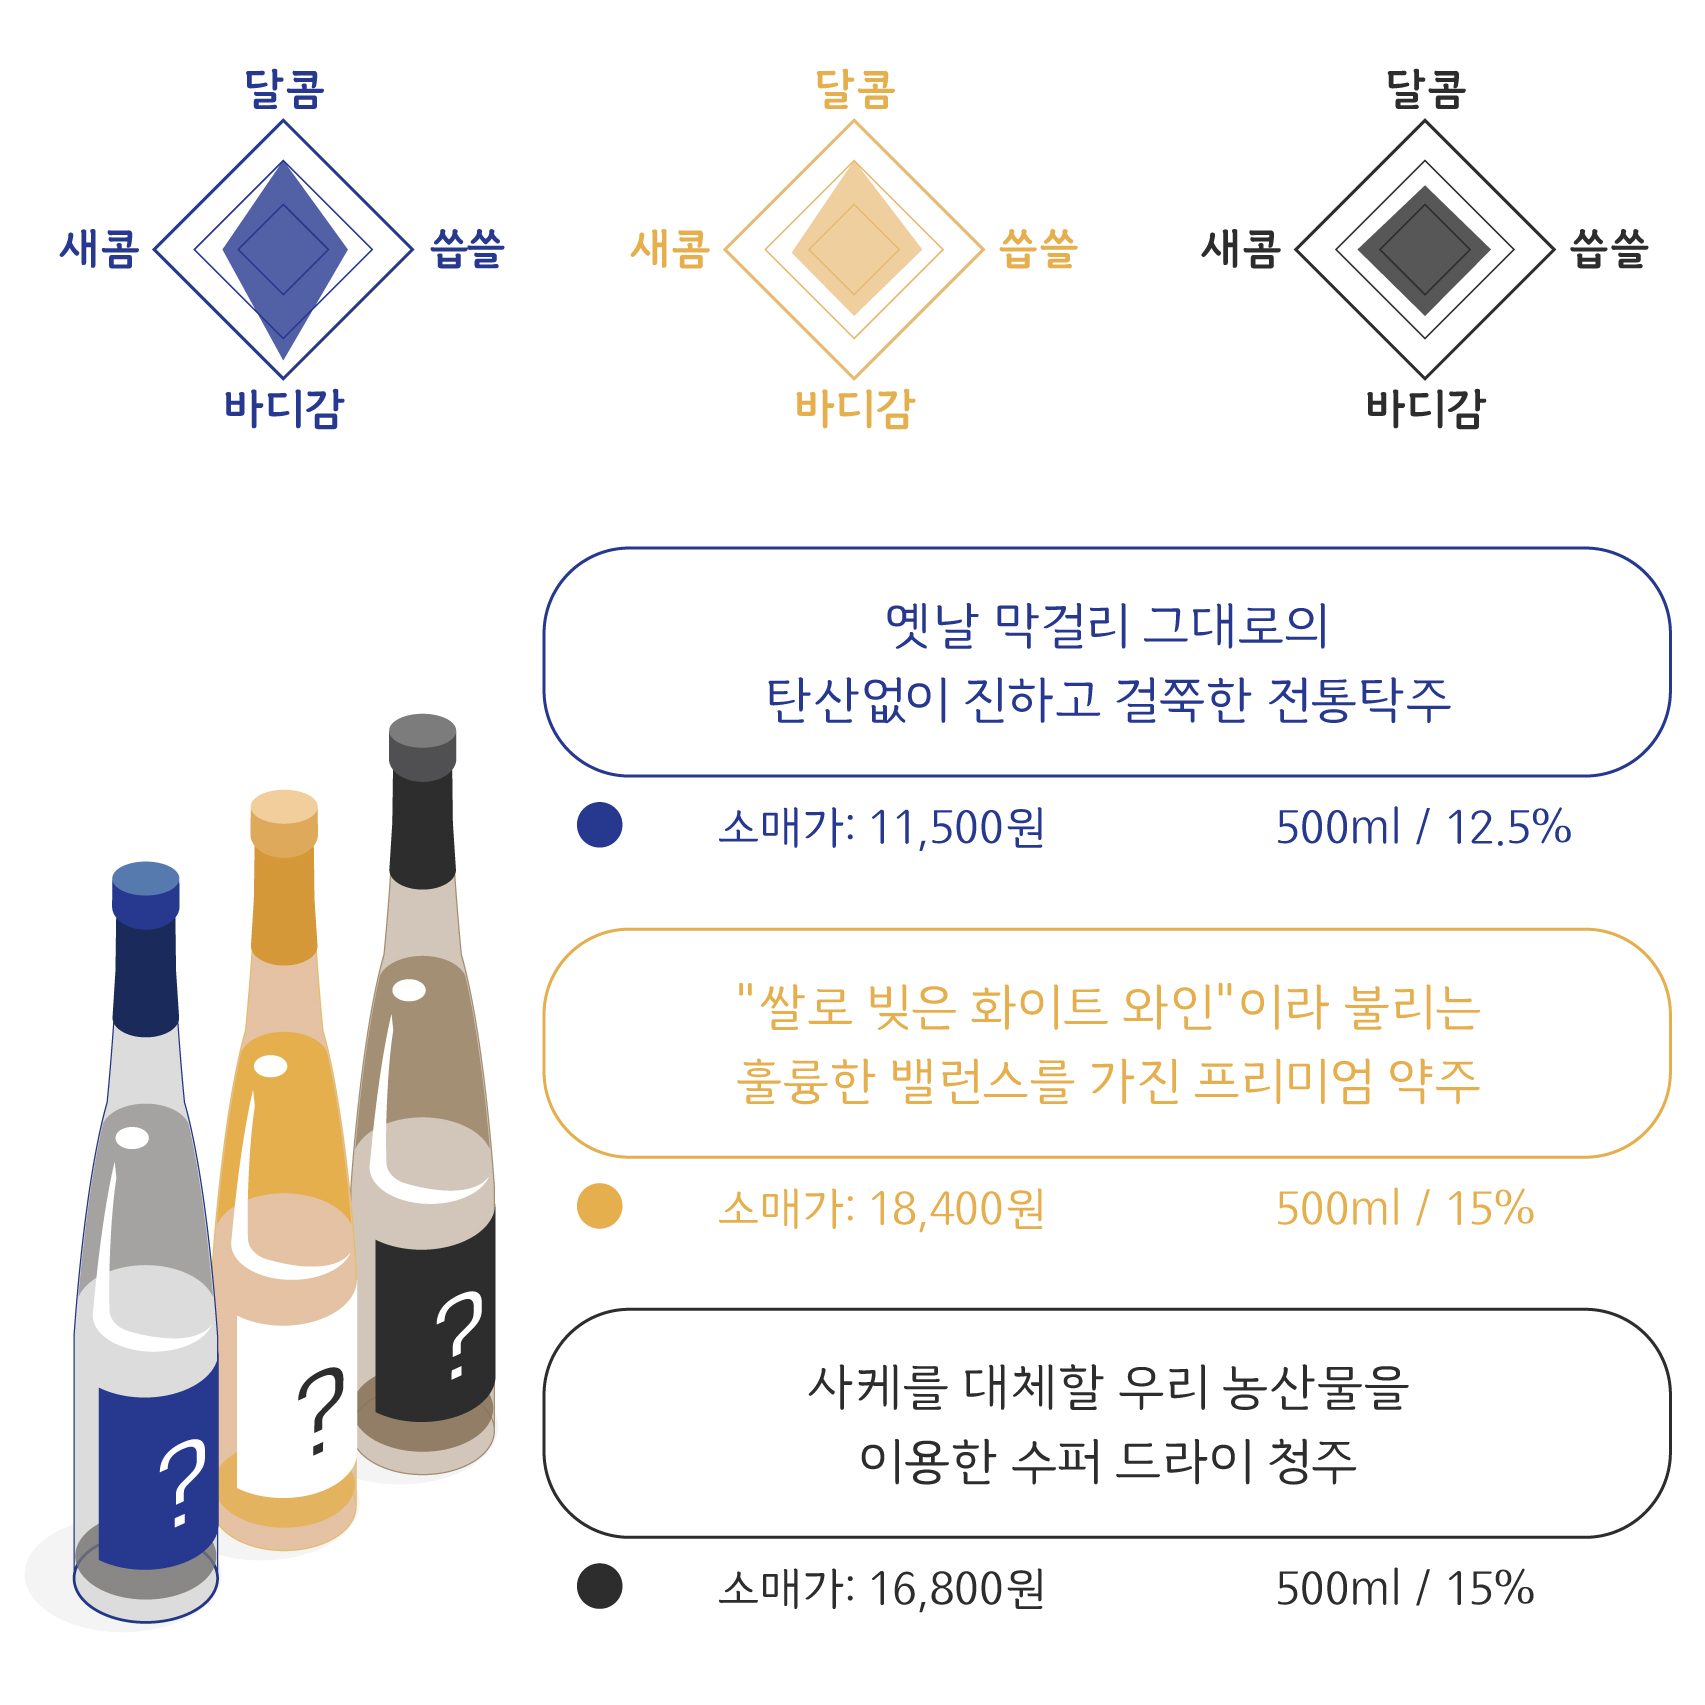 달콤
새콤
씁쓸
바디감
달콤
새콤
씁쓸
바디감
달콤
새콤
씁쓸
바디감
옛날 막걸리 그대로의
탄산없이 진하고 걸쭉한 전통탁주
소매가: 11,500원 500ml / 12.5%
"쌀로 빚은 화이트 와인"이라 불리는
훌륭한 밸런스를 가진 프리미엄 약주
소매가: 18,400원 500ml / 15%
사케를 대체할 우리 농산물을
이용한 수퍼 드라이 청주
소매가: 16,800원 500ml / 15%
?
?
?